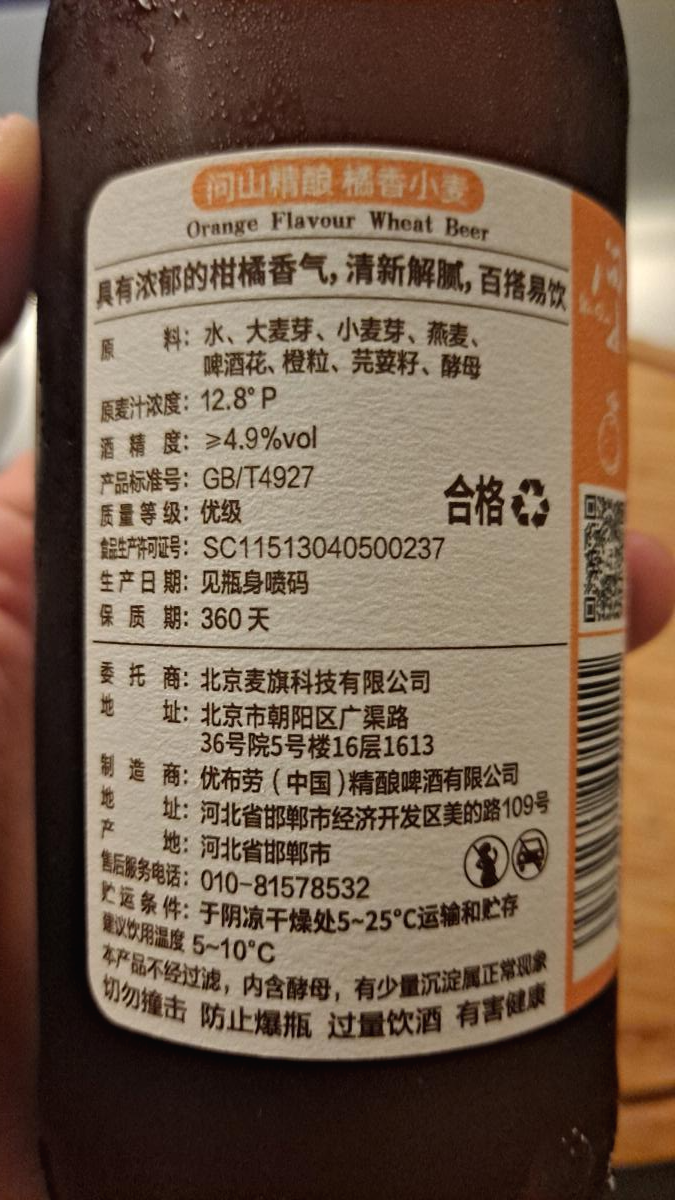 问山精酿 橘香小麦
Orange Flavour Wheat Beer
具有浓郁的柑橘香气，清新解腻，百搭易饮
原 料：水、大麦芽、小麦芽、燕麦、
啤酒花、橙粒、芫荽籽、酵母
原麦汁浓度：12.8°P
酒 精 度：≥4.9%vol
产品标准号：GB/T4927
质量等级：优级
合格
食品生产许可证号：SC11513040500237
生产日期：见瓶身喷码
保 质 期：360天
委 托 商：北京麦旗科技有限公司
地 址：北京市朝阳区广渠路
36号院5号楼16层1613
制 造 商：优布劳（中国）精酿啤酒有限公司
地 址：河北省邯郸市经济开发区美的路109号
产 地：河北省邯郸市
售后服务电话：010-81578532
贮运条件：于阴凉干燥处5~25°C运输和贮存
建议饮用温度 5~10°C
本产品不经过滤，内含酵母，有少量沉淀属正常现象
切勿撞击 防止爆瓶 过量饮酒 有害健康